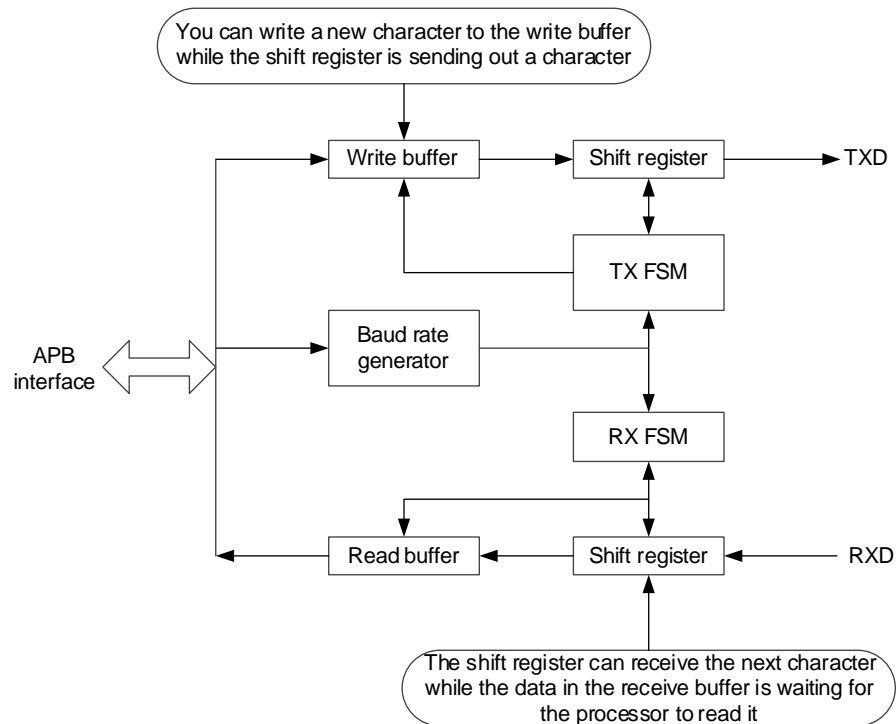 You can write a new character to the write buffer
while the shift register is sending out a character
Write buffer
Shift register
TXD
TX FSM
Baud rate
generator
APB
interface
RX FSM
Read buffer
Shift register
RXD
The shift register can receive the next character
while the data in the receive buffer is waiting for
the processor to read it